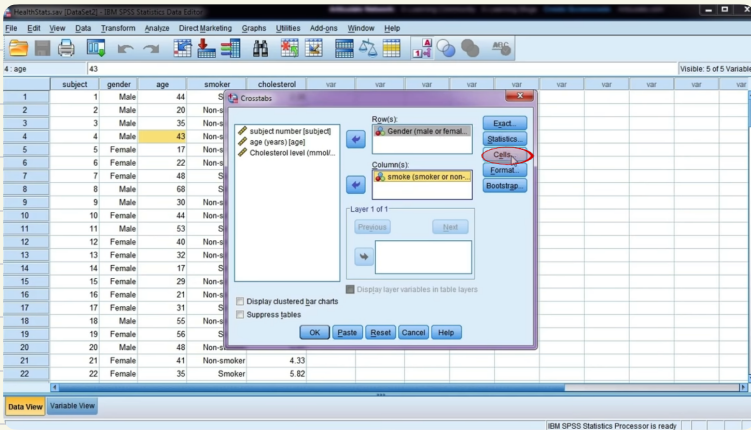 HealthStats.sav [DataSet2] - IBM SPSS Statistics Data Editor
File Edit View Data Transform Analyze Direct Marketing Graphs Utilities Add-ons Window Help
4 : age 43 Visible: 5 of 5 Variable
subject gender age smoker cholesterol var var var var var var var var var
1 1 Male 44 S
2 2 Male 20 Non-s
3 3 Male 35 Non-s
4 4 Male 43 Non-s
5 5 Female 17 Non-s
6 6 Female 22 Non-s
7 7 Female 48 S
8 8 Male 68 S
9 9 Male 30 Non-s
10 10 Female 44 Non-s
11 11 Male 53 S
12 12 Female 40 Non-s
13 13 Female 32 Non-s
14 14 Female 17 S
15 15 Female 29 Non-s
16 16 Female 21 Non-s
17 17 Female 31 S
18 18 Male 55 Non-s
19 19 Female 56 S
20 20 Male 48 Non-s
21 21 Female 41 Non-smoker 4.33
22 22 Female 35 Smoker 5.82
Crosstabs
subject number [subject]
age (years) [age]
Cholesterol level (mmol/...
Row(s):
Gender (male or femal...
Column(s):
smoke (smoker or non-...
Exact...
Statistics...
Cells...
Format...
Bootstrap...
Layer 1 of 1
Previous Next
Display layer variables in table layers
Display clustered bar charts
Suppress tables
OK Paste Reset Cancel Help
Data View Variable View
IBM SPSS Statistics Processor is ready